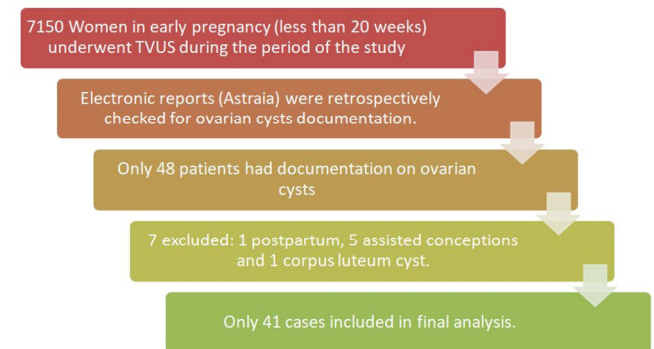 7150 Women in early pregnancy (less than 20 weeks)
underwent TVUS during the period of the study
Electronic reports (Astraia) were retrospectively
checked for ovarian cysts documentation.
Only 48 patients had documentation on ovarian
cysts
7 excluded: 1 postpartum, 5 assisted conceptions
and 1 corpus luteum cyst.
Only 41 cases included in final analysis.